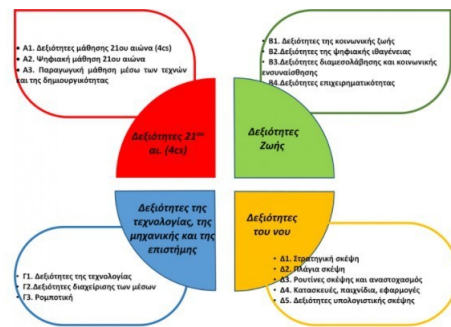 Α1. Δεξιότητες μάθησης 21ου αιώνα (4cs)
Α2. Ψηφιακή μάθηση 21ου αιώνα
Α3. Παραγωγική μάθηση μέσω των τεχνών
και της δημιουργικότητας
Β1. Δεξιότητες της κοινωνικής ζωής
Β2.Δεξιότητες της ψηφιακής ιθαγένειας
Β3.Δεξιότητες διαμεσολάβησης και κοινωνικής
ενσυναίσθησης
Β4.Δεξιότητες επιχειρηματικότητας
Δεξιότητες 21ου
αι. (4cs)
Δεξιότητες
Ζωής
Δεξιότητες της
τεχνολογίας, της
μηχανικής και της
επιστήμης
Δεξιότητες
του νου
Γ1. Δεξιότητες της τεχνολογίας
Γ2.Δεξιότητες διαχείρισης των μέσων
Γ3. Ρομποτική
Δ1. Στρατηγική σκέψη
Δ2. Πλάγια σκέψη
Δ3. Ρουτίνες σκέψης και αναστοχασμός
Δ4. Κατασκευές, παιχνίδια, εφαρμογές
Δ5. Δεξιότητες υπολογιστικής σκέψης